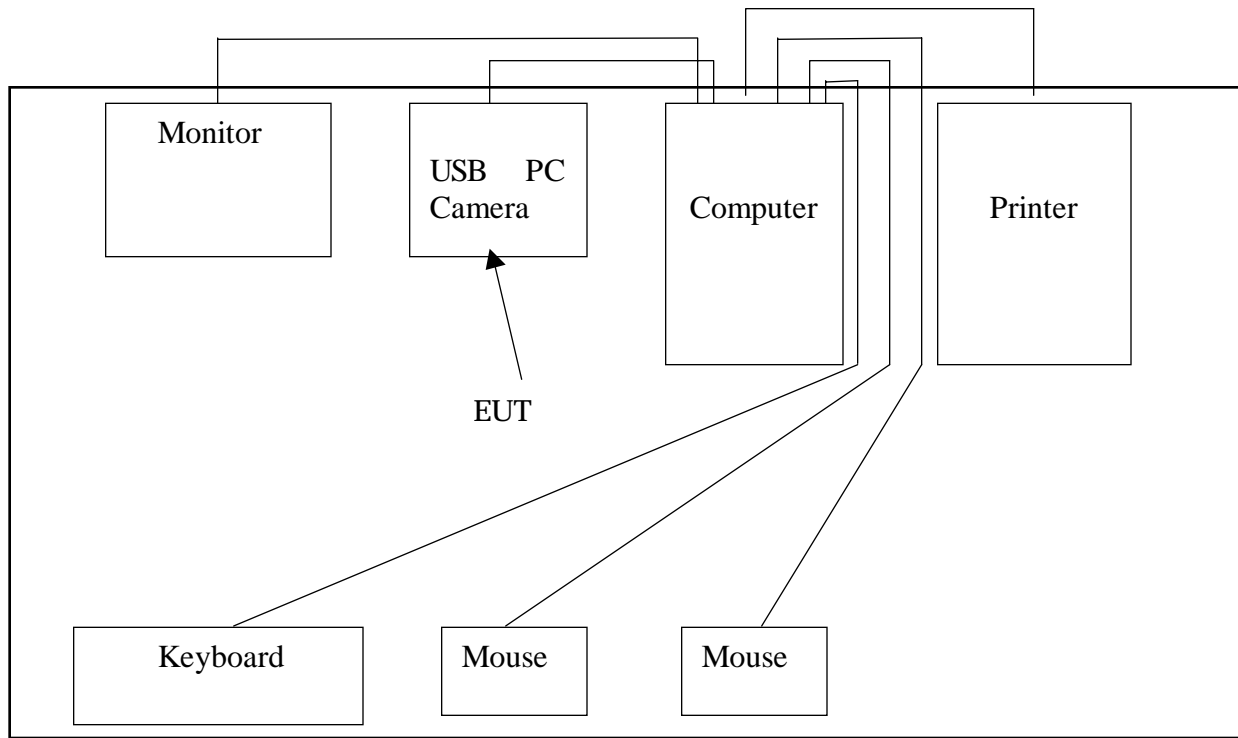 Monitor
USB PC
Camera
Computer
Printer
EUT
Keyboard
Mouse
Mouse